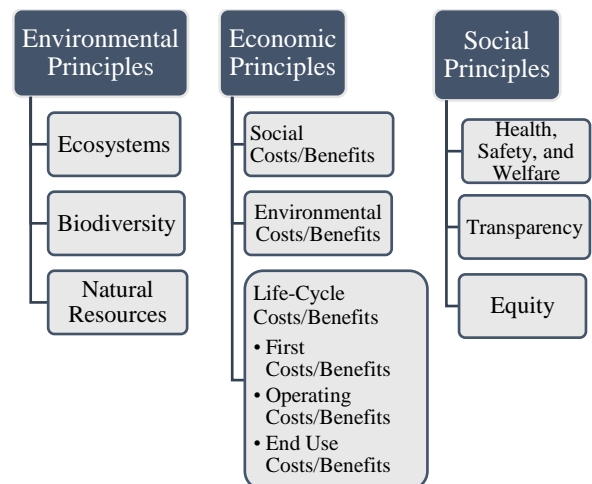 Environmental
Principles
Ecosystems
Biodiversity
Natural
Resources
Economic
Principles
Social
Costs/Benefits
Environmental
Costs/Benefits
Life-Cycle
Costs/Benefits
• First
Costs/Benefits
• Operating
Costs/Benefits
• End Use
Costs/Benefits
Social
Principles
Health,
Safety, and
Welfare
Transparency
Equity